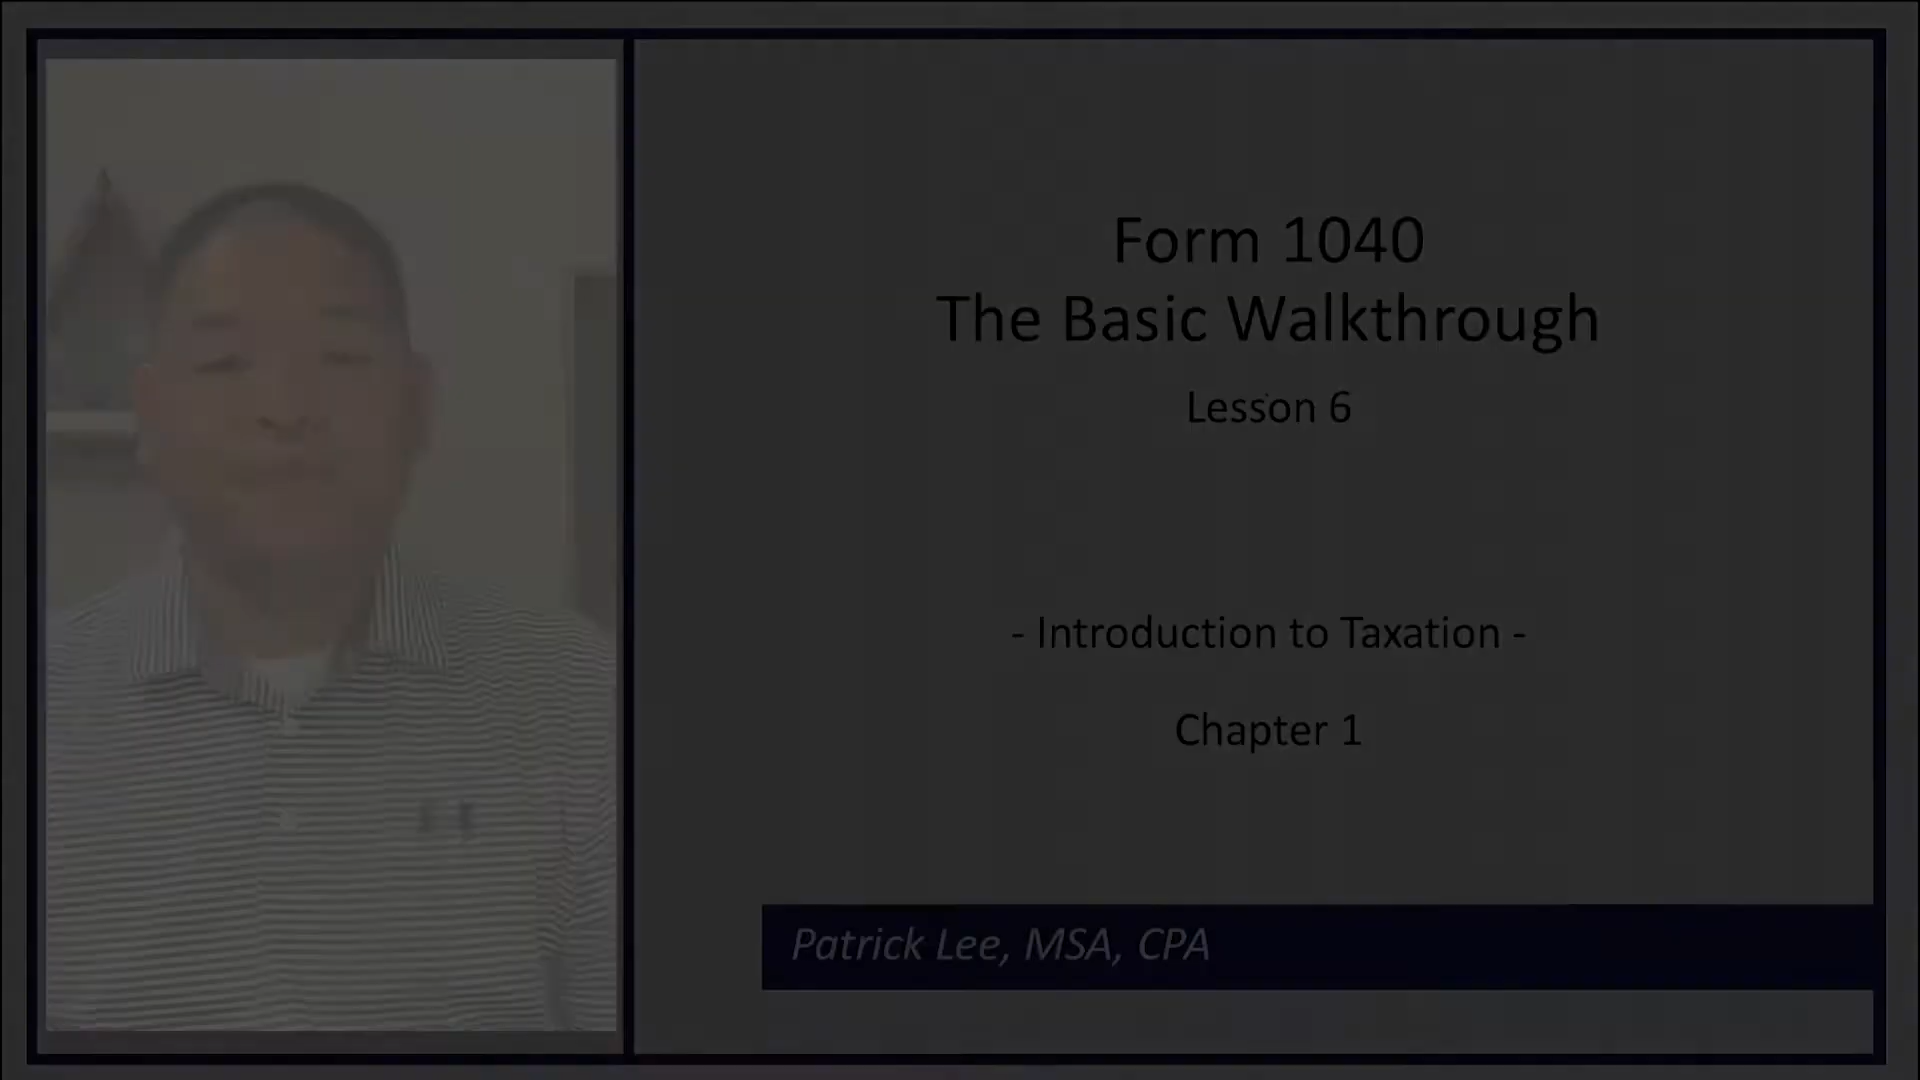 Form 1040
The Basic Walkthrough
Lesson 6
- Introduction to Taxation -
Chapter 1
Patrick Lee, MSA, CPA